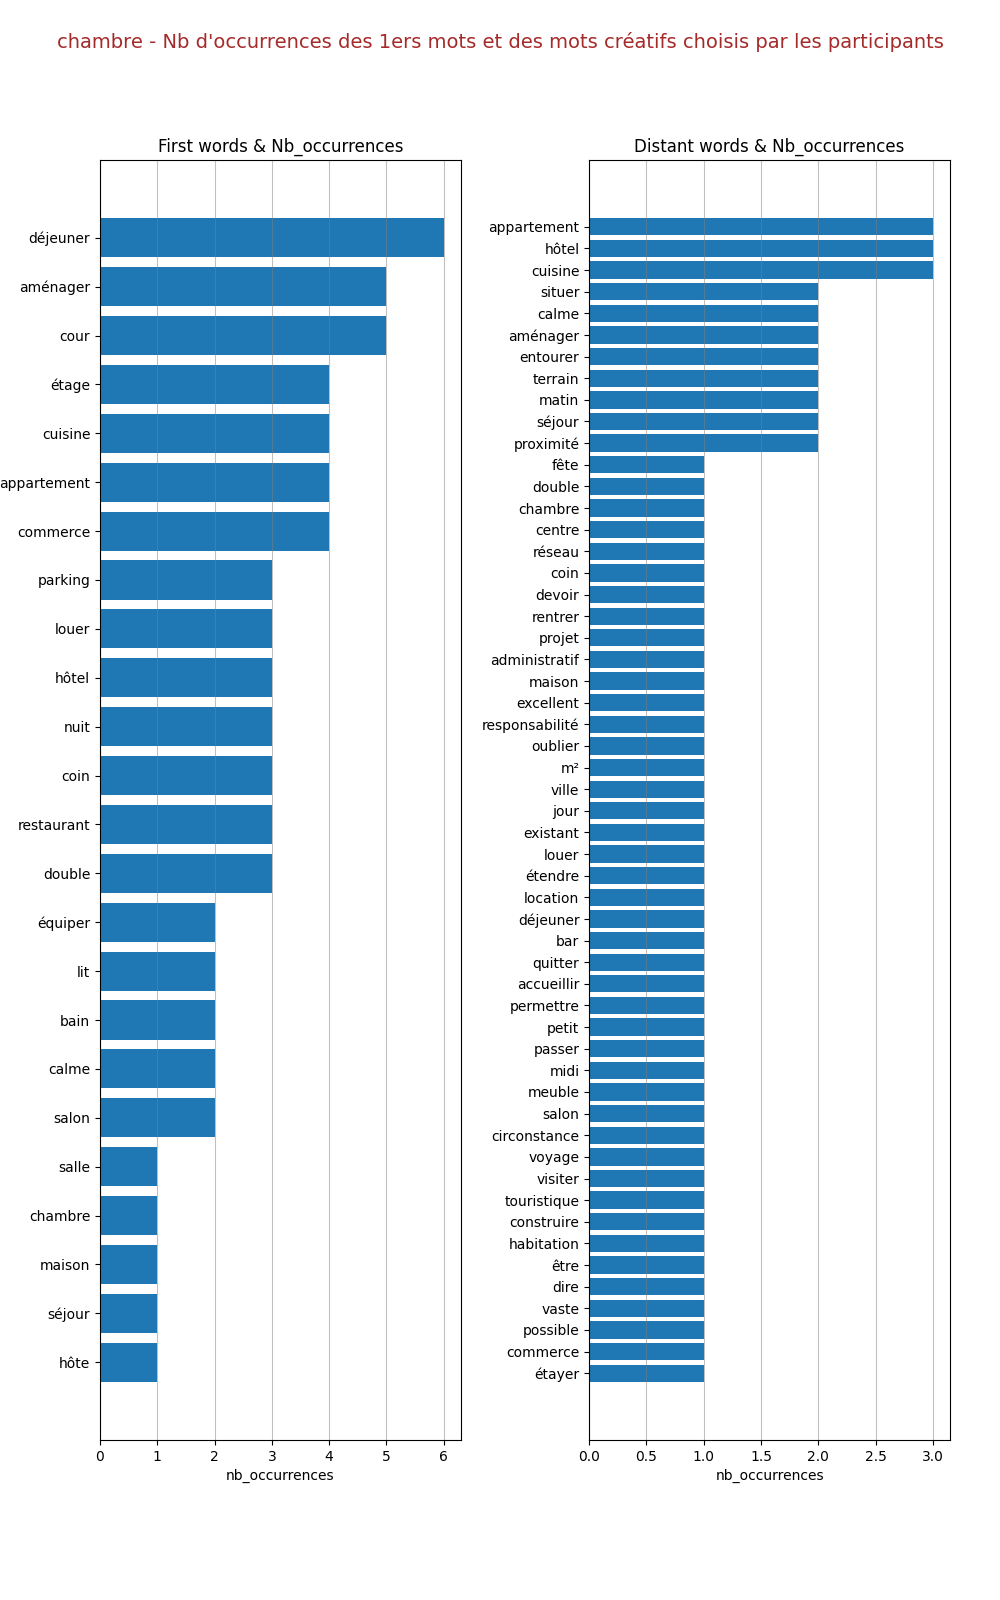 chambre - Nb d'occurrences des 1ers mots et des mots créatifs choisis par les participants
First words & Nb_occurrences
déjeuner
aménager
cour
étage
cuisine
appartement
commerce
parking
louer
hôtel
nuit
coin
restaurant
double
équiper
lit
bain
calme
salon
salle
chambre
maison
séjour
hôte
0 1 2 3 4 5 6
nb_occurrences
Distant words & Nb_occurrences
appartement
hôtel
cuisine
situer
calme
aménager
entourer
terrain
matin
séjour
proximité
fête
double
chambre
centre
réseau
coin
devoir
rentrer
projet
administratif
maison
excellent
responsabilité
oublier
m²
ville
jour
existant
louer
étendre
location
déjeuner
bar
quitter
accueillir
permettre
petit
passer
midi
meuble
salon
circonstance
voyage
visiter
touristique
construire
habitation
être
dire
vaste
possible
commerce
étayer
0.0 0.5 1.0 1.5 2.0 2.5 3.0
nb_occurrences